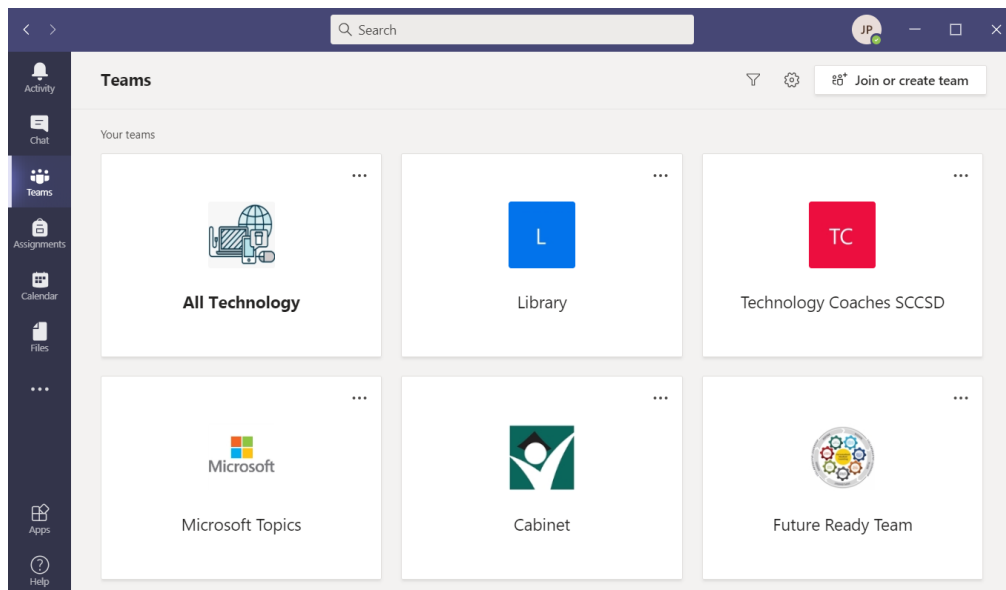 Search
JP
Activity
Chat
Teams
Assignments
Calendar
Files
Apps
Help
Teams
Join or create team
Your teams
All Technology
L
Library
TC
Technology Coaches SCCSD
Microsoft
Microsoft Topics
Cabinet
Future Ready Team